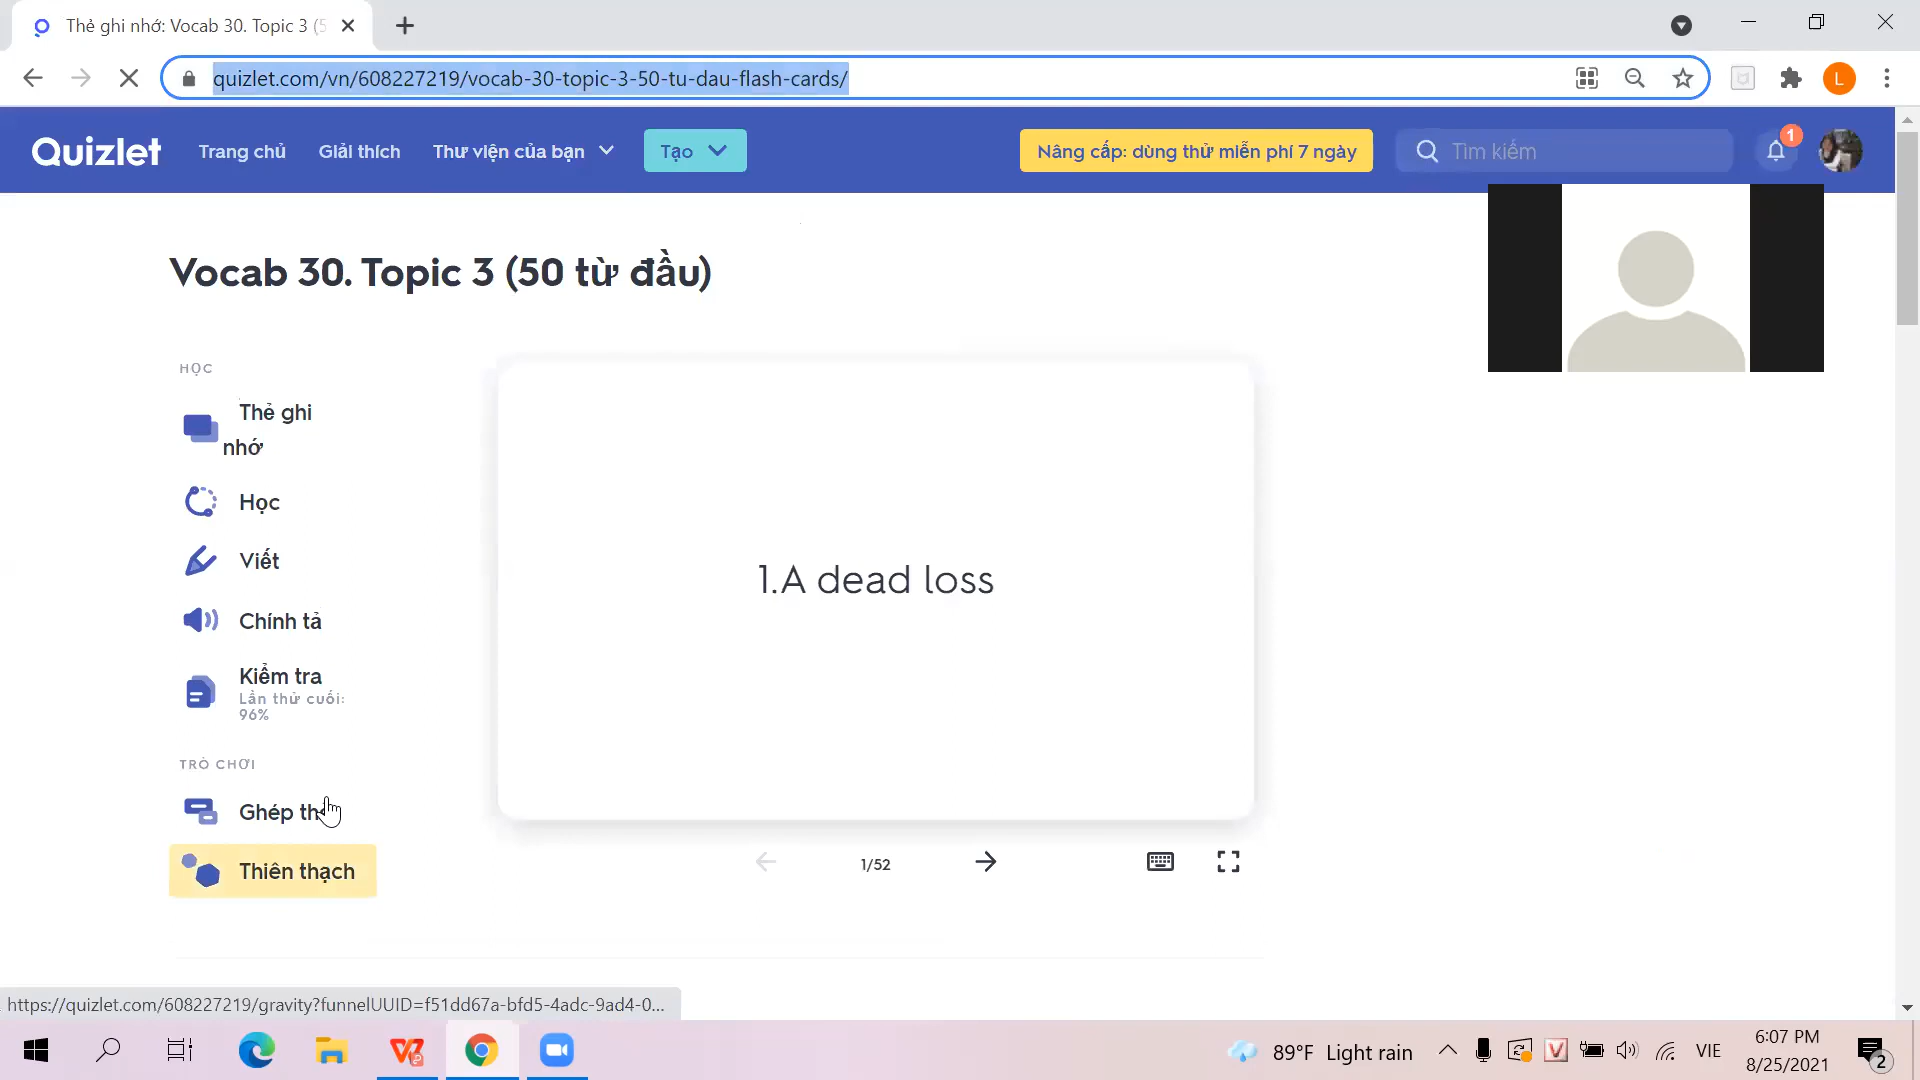 Thẻ ghi nhớ: Vocab 30. Topic 3 (5
quizlet.com/vn/608227219/vocab-30-topic-3-50-tu-dau-flash-cards/
L
Quizlet
Trang chủ
Giải thích
Thư viện của bạn
Tạo
Nâng cấp: dùng thử miễn phí 7 ngày
Tìm kiếm
1
Vocab 30. Topic 3 (50 từ đầu)
HỌC
Thẻ ghi
nhớ
Học
Viết
Chính tả
Kiểm tra
Lần thử cuối:
96%
TRÒ CHƠI
Ghép th
Thiên thạch
1.A dead loss
1/52
https://quizlet.com/608227219/gravity?funnelUUID=f51dd67a-bfd5-4adc-9ad4-0...
89°F Light rain
VIE
6:07 PM
8/25/2021
2